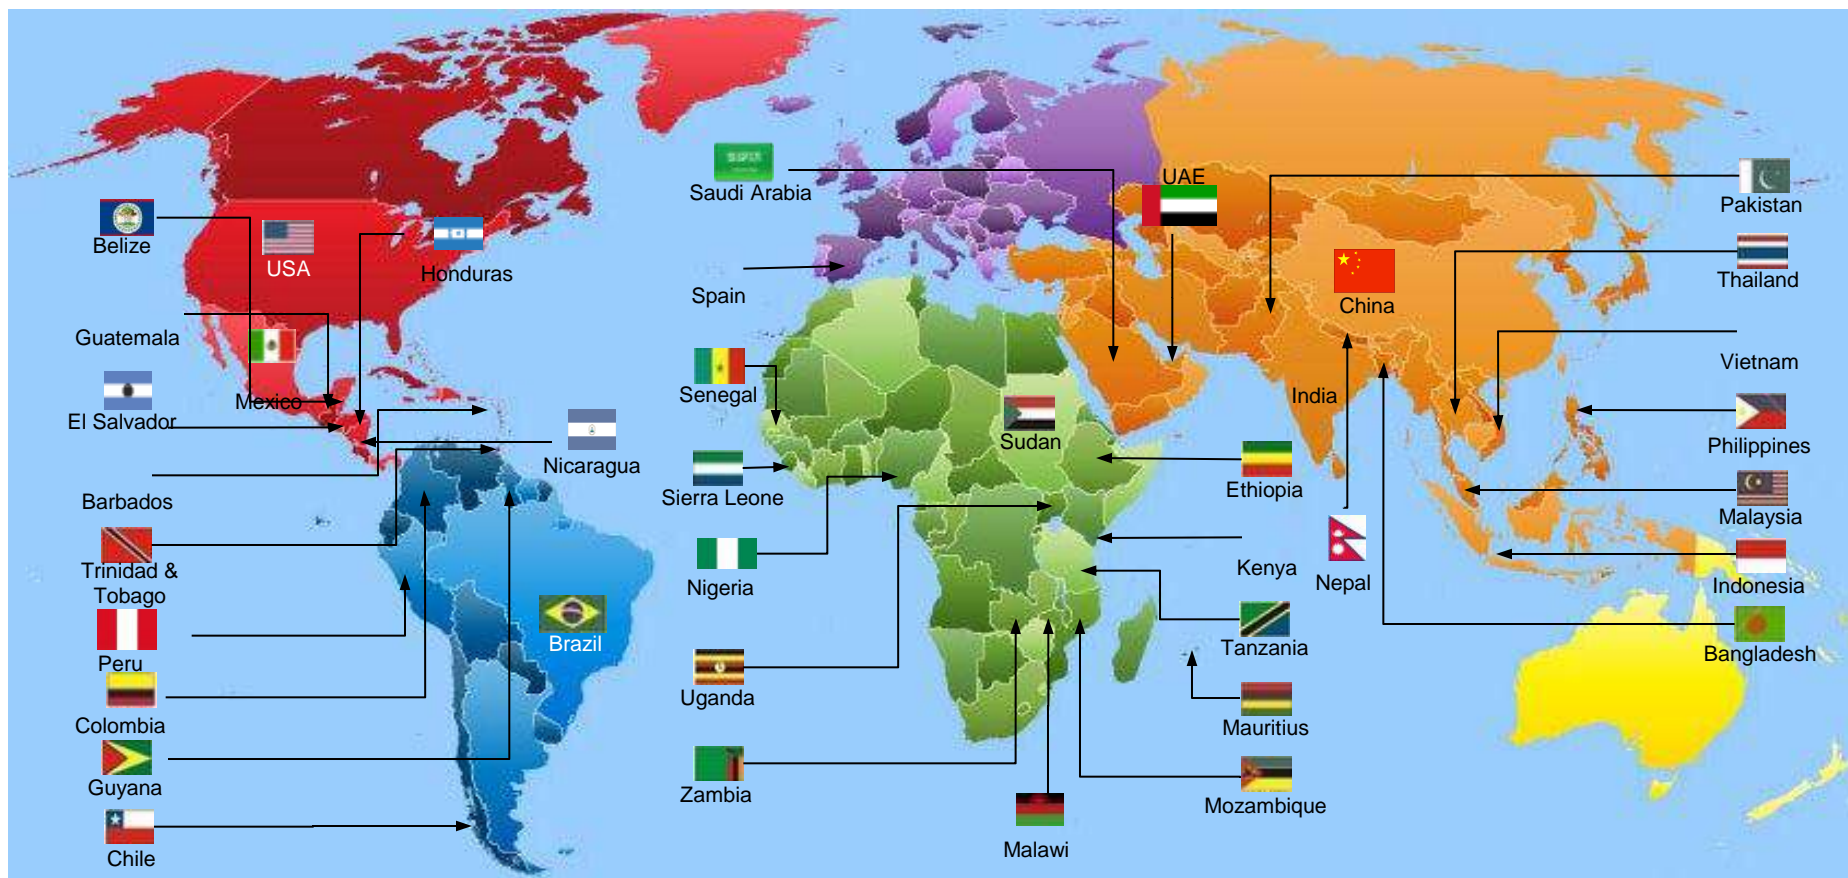 Belize
USA
Honduras
Guatemala
Mexico
El Salvador
Nicaragua
Barbados
Trinidad &
Tobago
Peru
Brazil
Colombia
Guyana
Chile
Saudi Arabia
UAE
Spain
Senegal
Sudan
Sierra Leone
Ethiopia
Nigeria
Kenya
Uganda
Tanzania
Mauritius
Zambia
Mozambique
Malawi
Pakistan
China
Thailand
India
Vietnam
Philippines
Malaysia
Nepal
Indonesia
Bangladesh